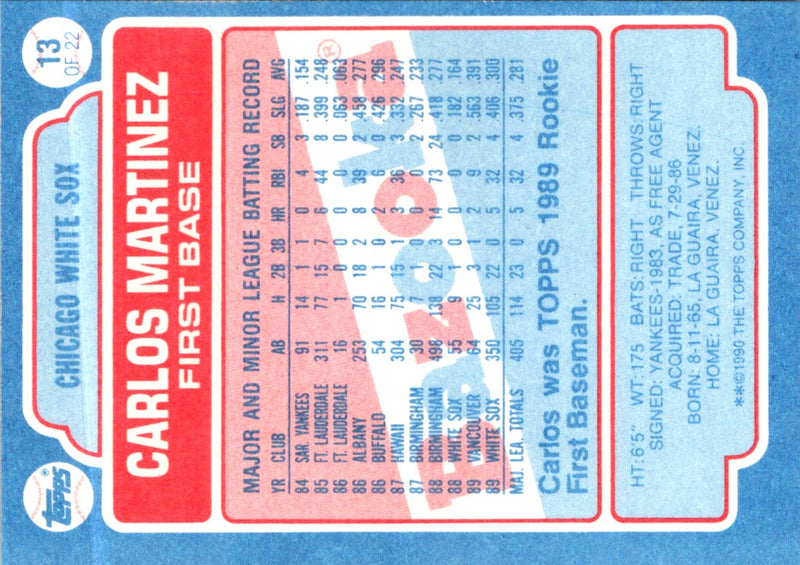 TOPPS®
CHICAGO WHITE SOX
13
OF 22
CARLOS MARTINEZ
FIRST BASE
Bazooka®
MAJOR AND MINOR LEAGUE BATTING RECORD
YR CLUB AB H 2B 3B HR RBI SB SLG AVG
84 SAR. YANKEES 91 14 1 1 0 4 3 .187 .154
85 FT. LAUDERDALE 311 77 15 7 6 44 8 .399 .248
86 FT. LAUDERDALE 16 1 0 0 0 0 0 .063 .063
86 ALBANY 253 70 18 2 8 39 2 .458 .277
86 BUFFALO 54 16 1 0 2 6 0 .426 .296
87 HAWAII 304 75 15 1 3 36 3 .352 .247
87 BIRMINGHAM 30 7 1 0 0 0 2 .267 .233
88 BIRMINGHAM 498 138 22 3 14 73 24 .418 .277
88 WHITE SOX 55 9 1 0 0 0 1 .182 .164
89 VANCOUVER 64 25 3 1 2 9 2 .563 .391
89 WHITE SOX 350 105 22 0 5 32 4 .406 .300
MAJ. LEA. TOTALS 405 114 23 0 5 32 4 .375 .281
Carlos was TOPPS 1989 Rookie
First Baseman.
HT: 6'5" WT: 175 BATS: RIGHT THROWS: RIGHT
SIGNED: YANKEES-1983, AS FREE AGENT
ACQUIRED: TRADE, 7-29-86
BORN: 8-11-65, LA GUAIRA, VENEZ.
HOME: LA GUAIRA, VENEZ.
**©1990 THE TOPPS COMPANY, INC.